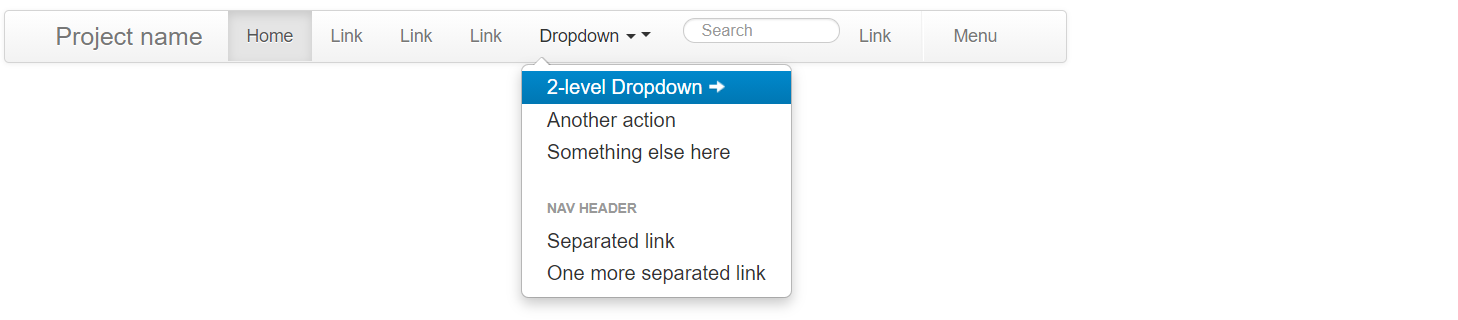 Project name Home Link Link Link Dropdown Search Link Menu
2-level Dropdown
Another action
Something else here
NAV HEADER
Separated link
One more separated link